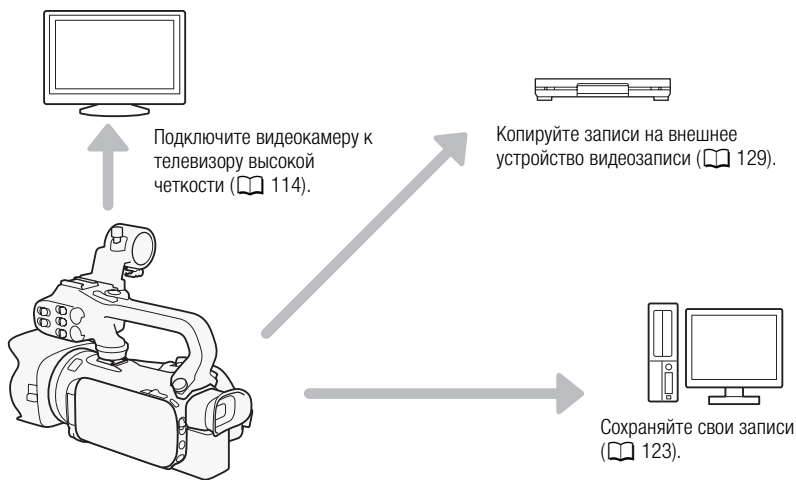 Подключите видеокамеру к
телевизору высокой
четкости (114).
Копируйте записи на внешнее
устройство видеозаписи (129).
Сохраняйте свои записи
(123).